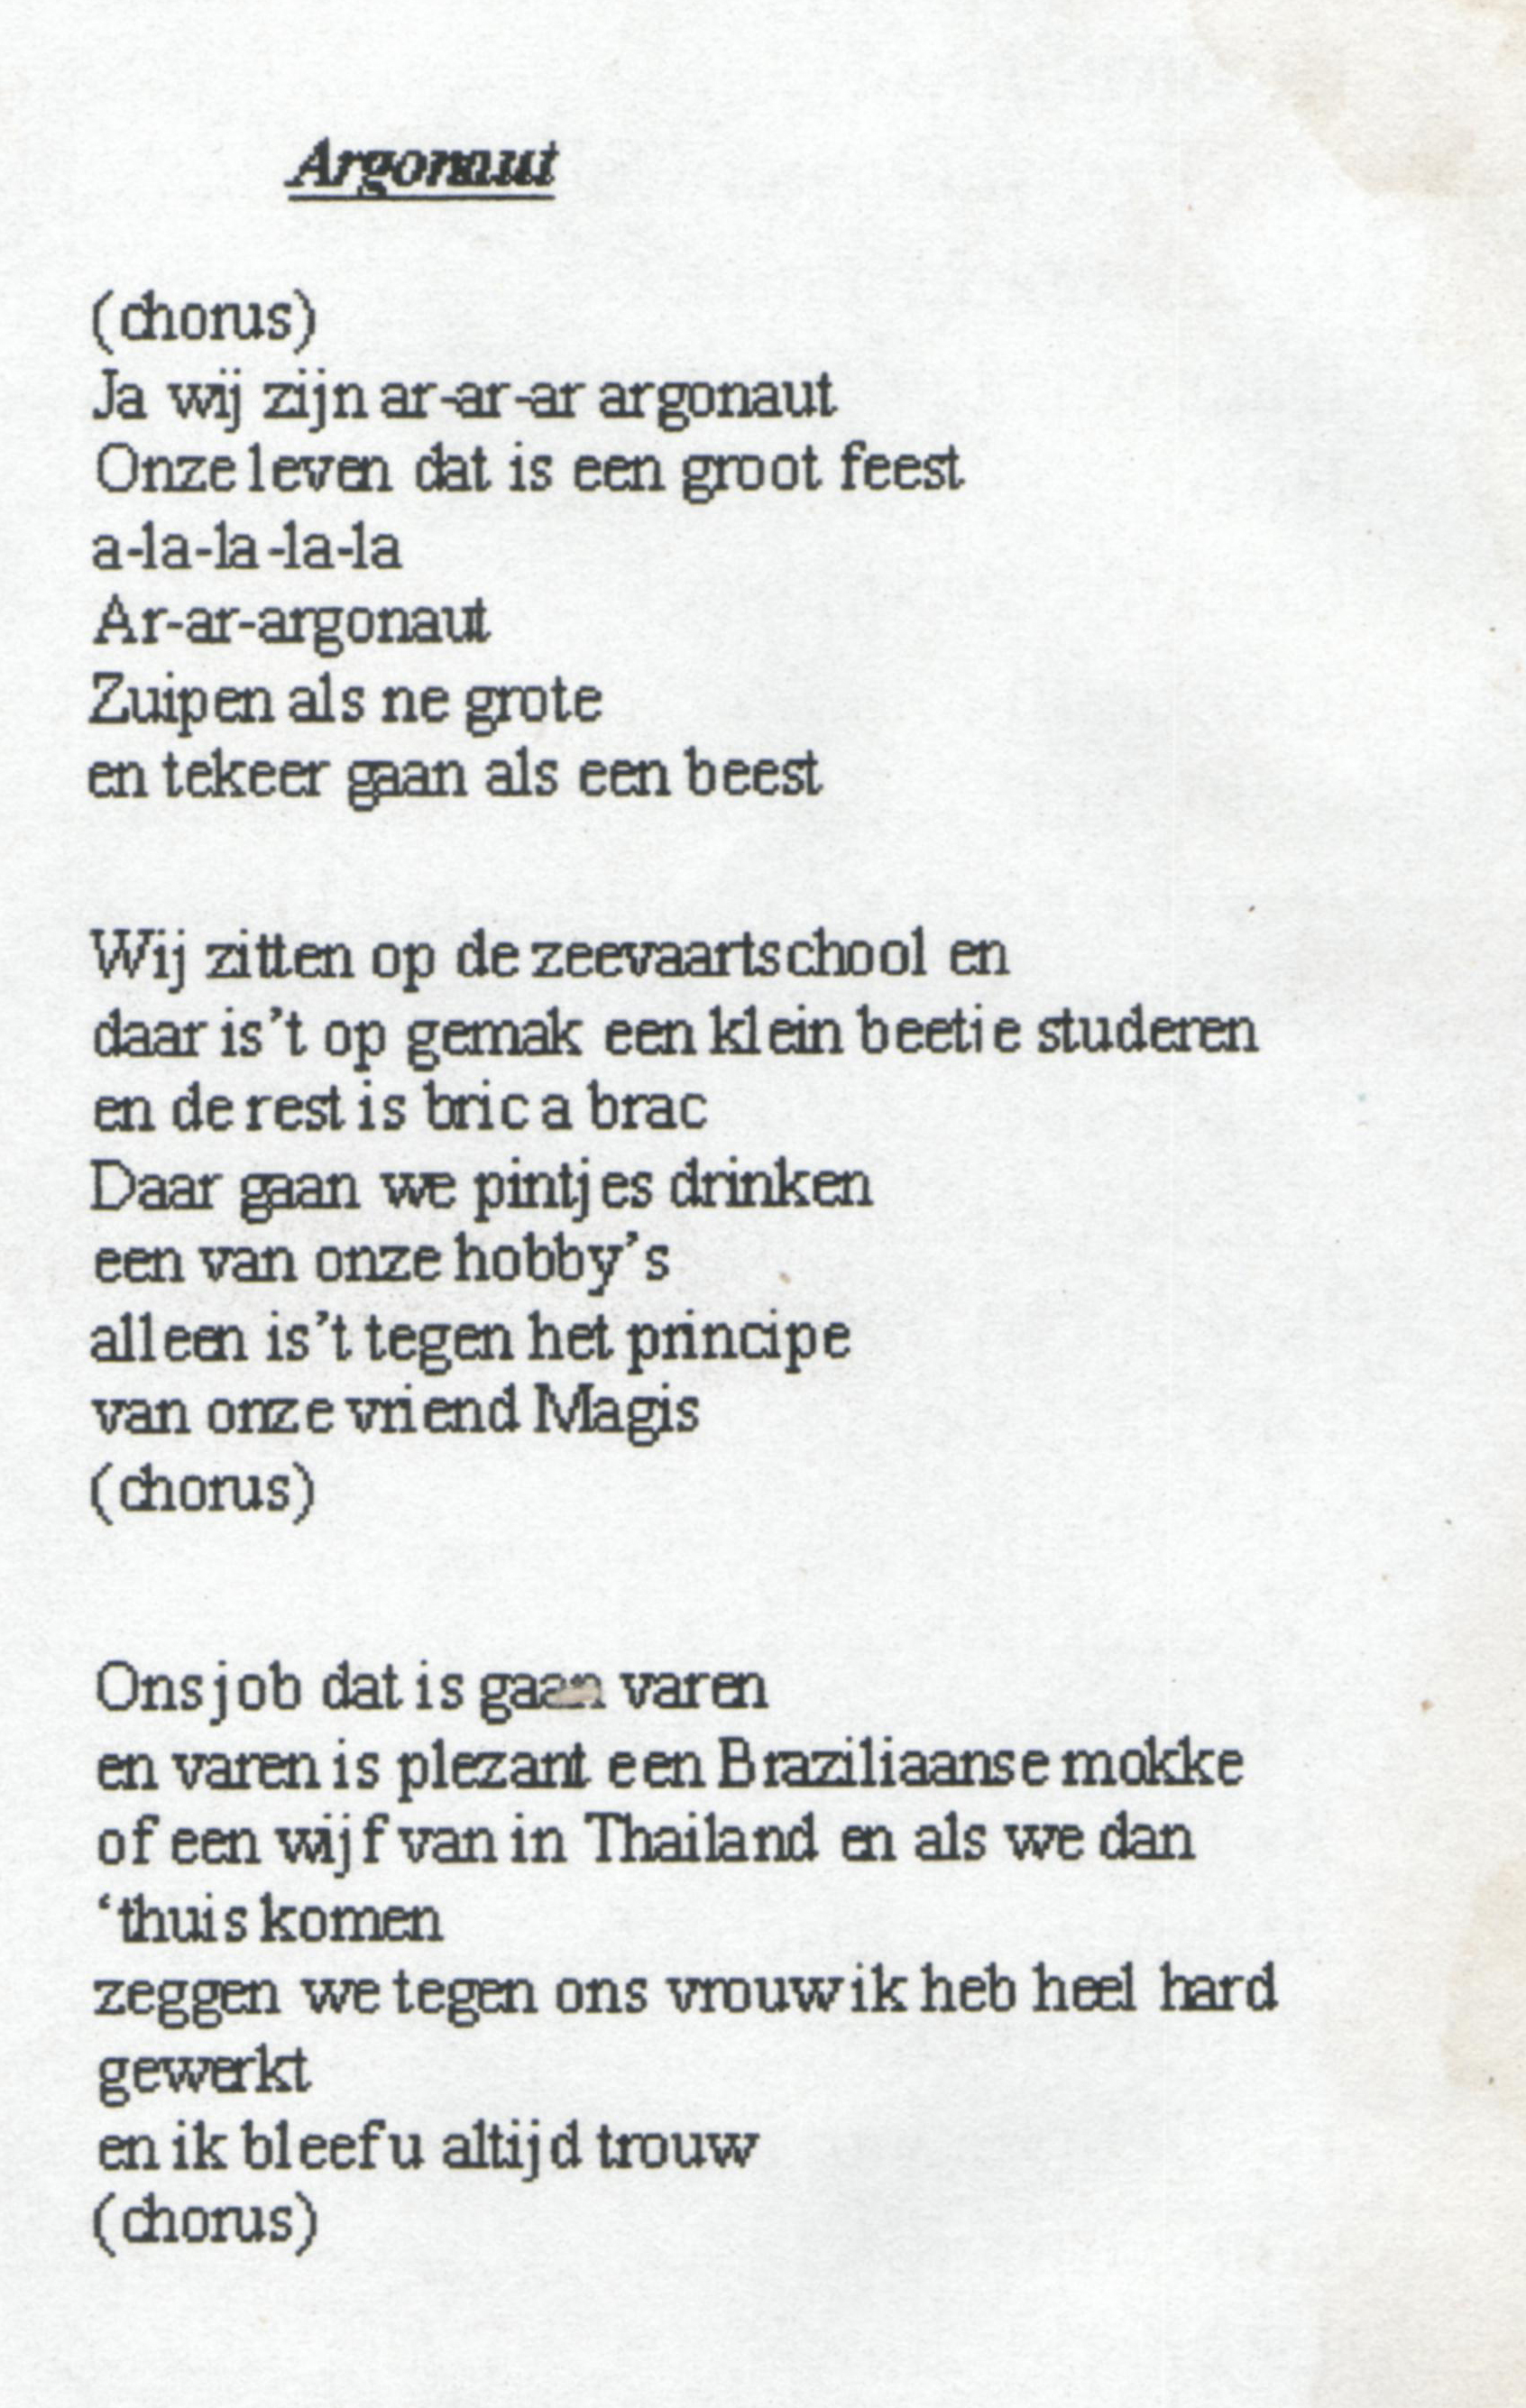 Argonaut
(chorus)
Ja wij zijn ar-ar-ar argonaut
Onze leven dat is een groot feest
a-la-la-la-la
Ar-ar-argonaut
Zuipen als ne grote
en tekeer gaan als een beest
Wij zitten op de zeevaartschool en
daar is't op gemak een klein beetie studeren
en de rest is bric a brac
Daar gaan we pintjes drinken
een van onze hobby's
alleen is't tegen het principe
van onze vriend Magis
(chorus)
Ons job dat is gaan varen
en varen is plezant een Braziliaanse mokke
of een wijf van in Thailand en als we dan
‘thuis komen
zeggen we tegen ons vrouw ik heb heel hard
gewerkt
en ik bleef u altijd trouw
(chorus)